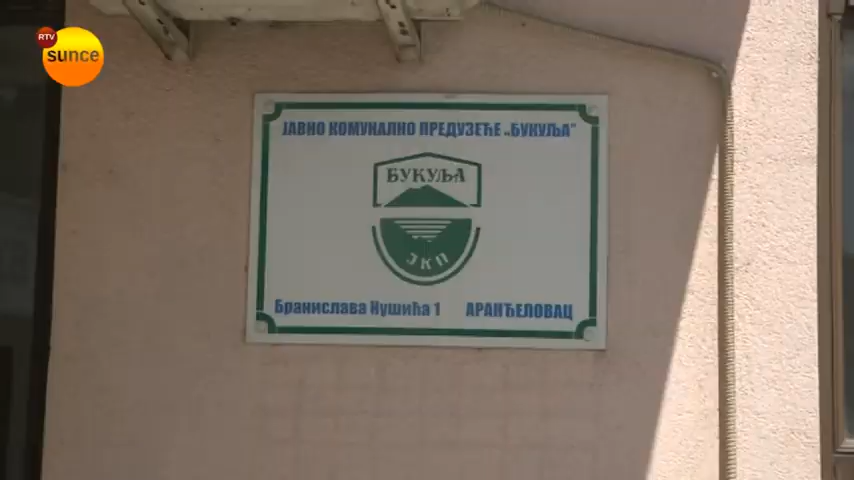 RTV
sunce
ЈАВНО КОМУНАЛНО ПРЕДУЗЕЋЕ „БУКУЉА“
БУКУЉА
ЈКП
Бранислава Нушића 1 АРАНЂЕЛОВАЦ